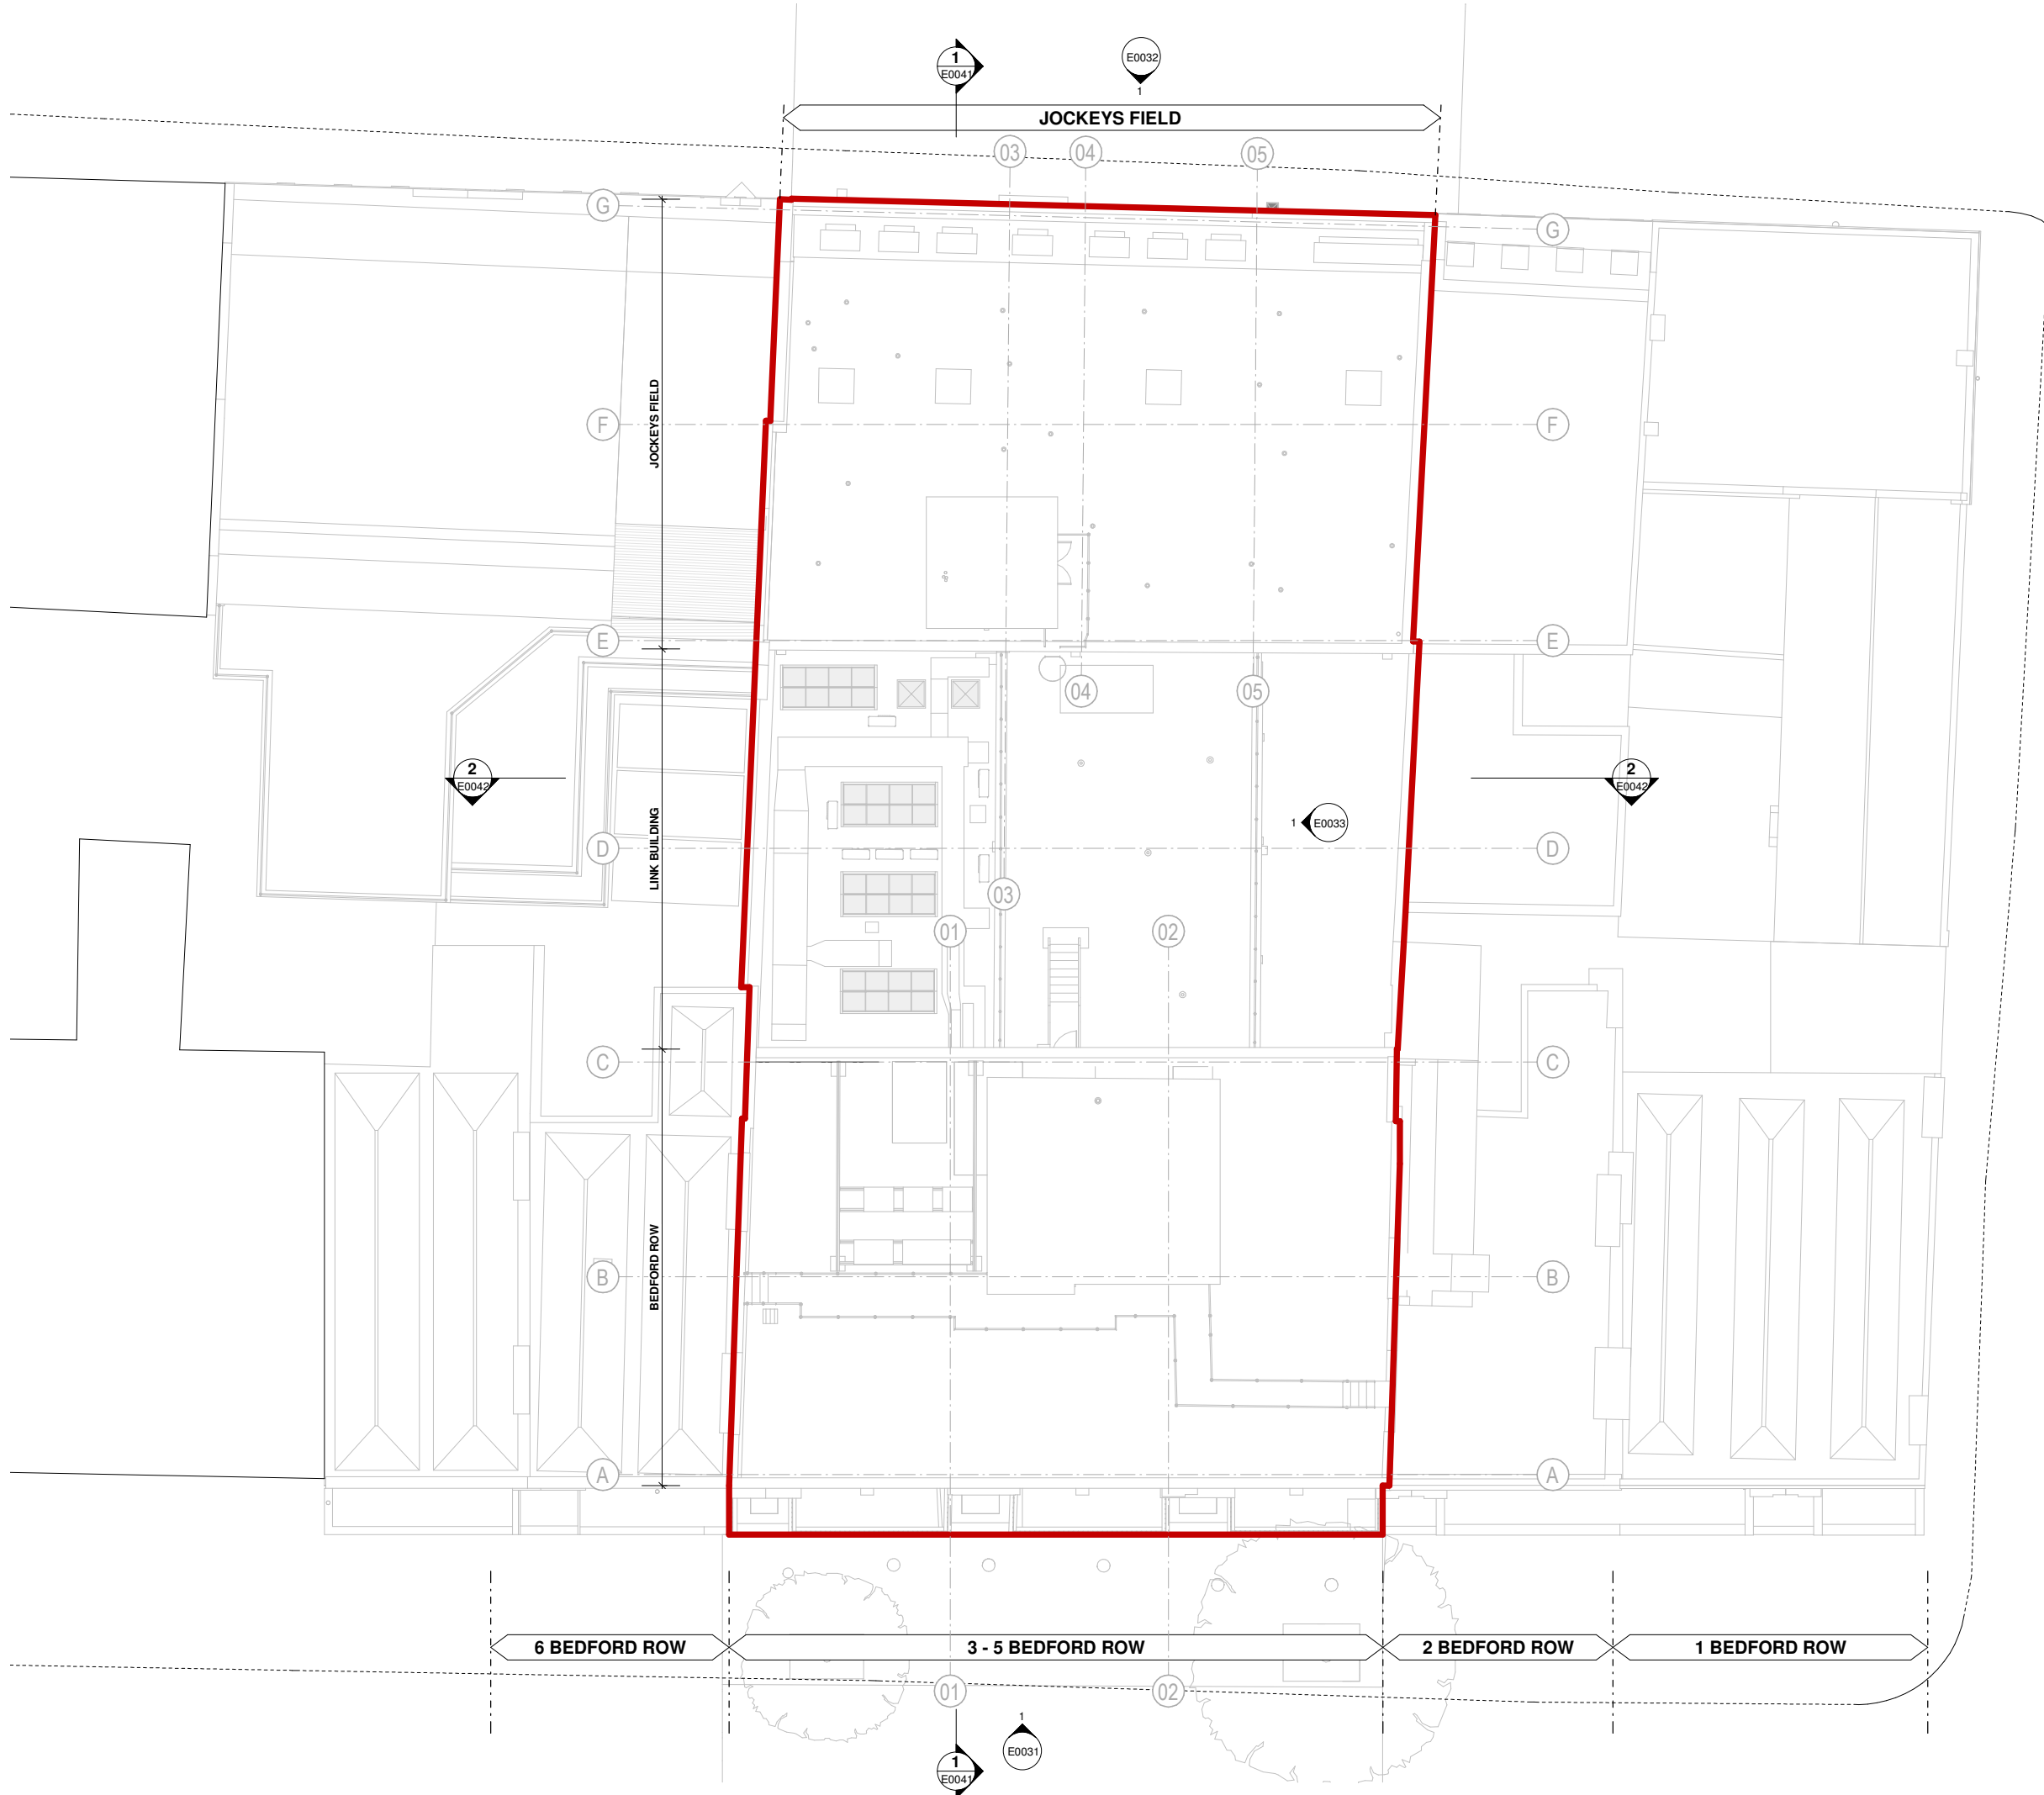 1
E0041
E0032
1
JOCKEYS FIELD
03
04
05
G
G
JOCKEYS FIELD
F
F
E
E
04
05
2
E0042
2
E0042
1
E0033
LINK BUILDING
D
D
03
01
02
C
C
BEDFORD ROW
B
B
A
A
6 BEDFORD ROW
3 - 5 BEDFORD ROW
2 BEDFORD ROW
1 BEDFORD ROW
01
02
1
E0031
1
E0041